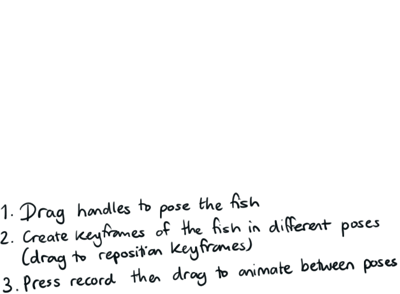 1. Drag handles to pose the fish
2. Create keyframes of the fish in different poses
(drag to reposition keyframes)
3. Press record then drag to animate between poses